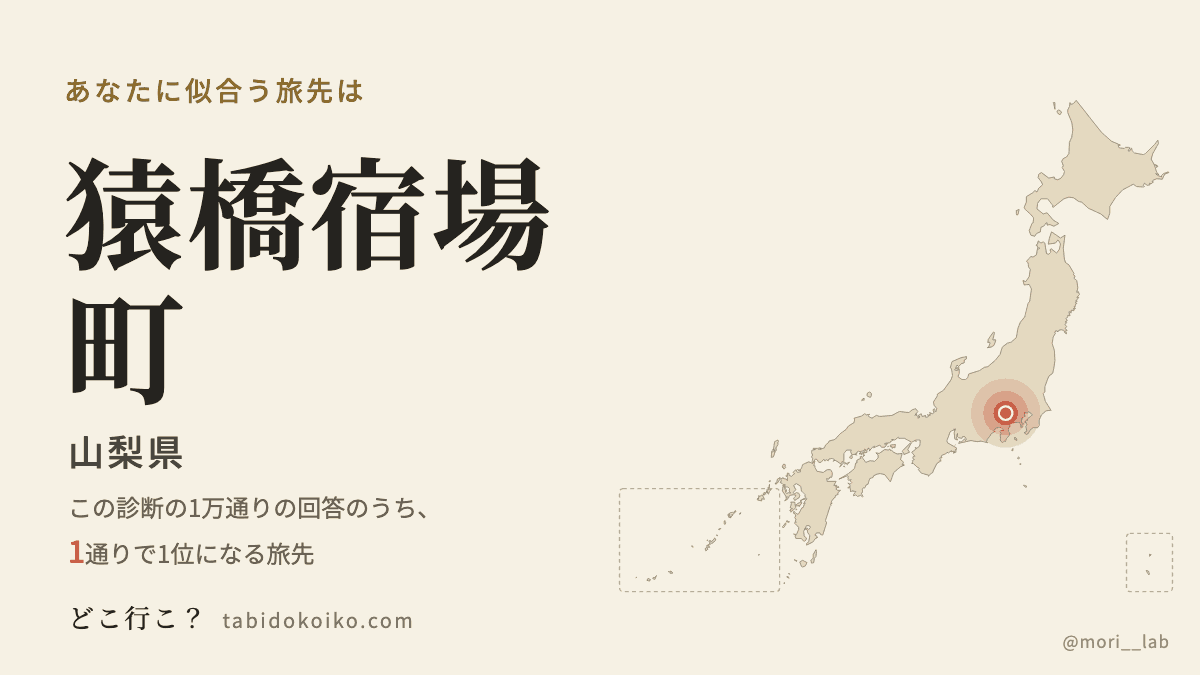 あなたに似合う旅先は
猿橋宿場
町
山梨県
この診断の1万通りの回答のうち、
1通りで1位になる旅先
どこ行こ？ tabidokoiko.com
@mori__lab